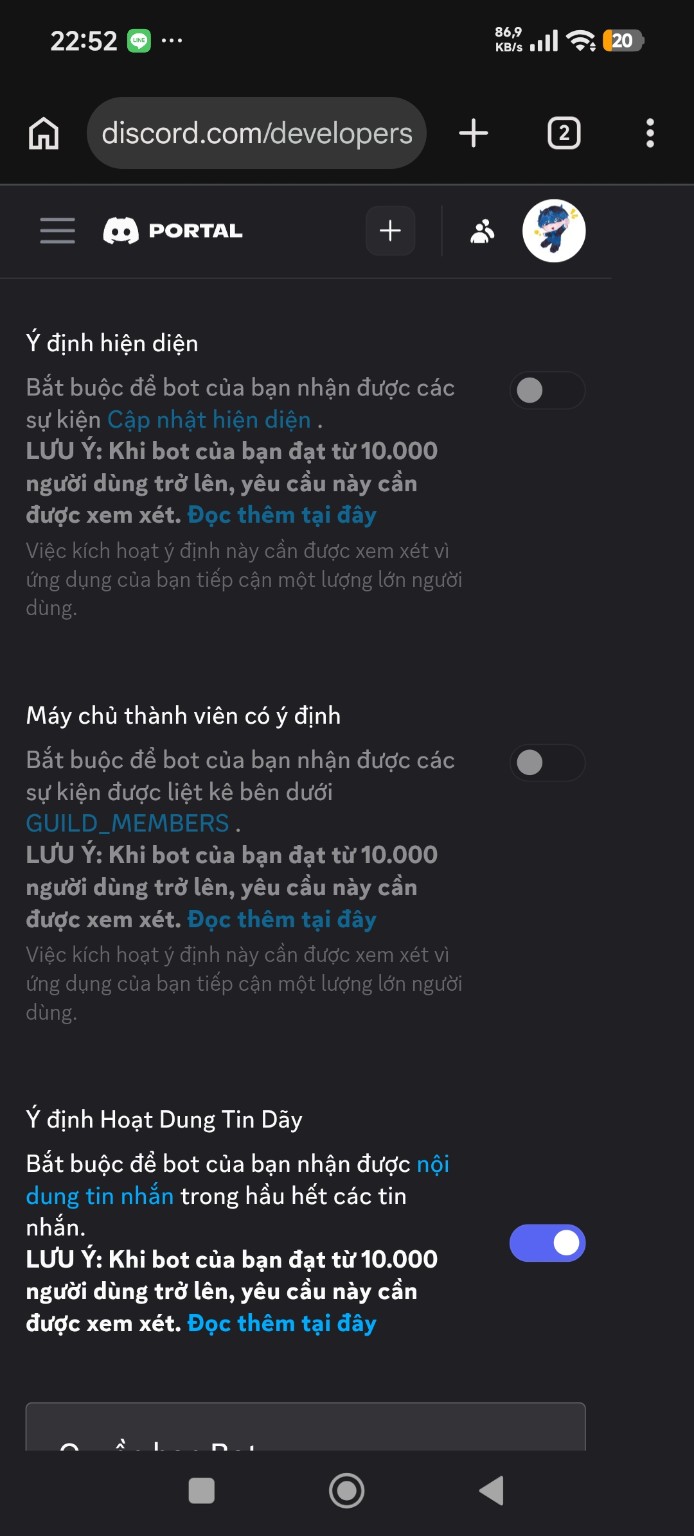 22:52 LINE ...
86,9
KB/s
20
discord.com/developers
2
PORTAL
Ý định hiện diện
Bắt buộc để bot của bạn nhận được các
sự kiện Cập nhật hiện diện .
LƯU Ý: Khi bot của bạn đạt từ 10.000
người dùng trở lên, yêu cầu này cần
được xem xét. Đọc thêm tại đây
Việc kích hoạt ý định này cần được xem xét vì
ứng dụng của bạn tiếp cận một lượng lớn người
dùng.
Máy chủ thành viên có ý định
Bắt buộc để bot của bạn nhận được các
sự kiện được liệt kê bên dưới
GUILD_MEMBERS .
LƯU Ý: Khi bot của bạn đạt từ 10.000
người dùng trở lên, yêu cầu này cần
được xem xét. Đọc thêm tại đây
Việc kích hoạt ý định này cần được xem xét vì
ứng dụng của bạn tiếp cận một lượng lớn người
dùng.
Ý định Hoạt Dung Tin Dãy
Bắt buộc để bot của bạn nhận được nội
dung tin nhắn trong hầu hết các tin
nhắn.
LƯU Ý: Khi bot của bạn đạt từ 10.000
người dùng trở lên, yêu cầu này cần
được xem xét. Đọc thêm tại đây